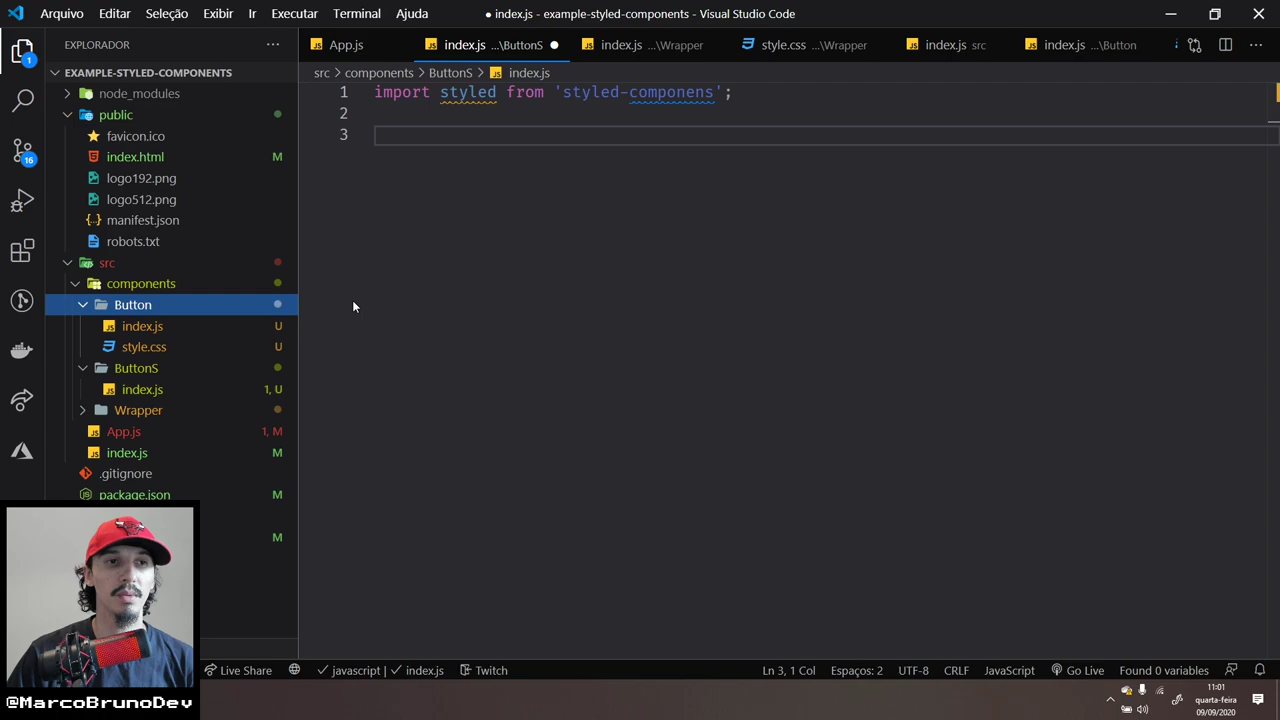 Arquivo Editar Seleção Exibir Ir Executar Terminal Ajuda ● index.js - example-styled-components - Visual Studio Code
EXPLORADOR ··· App.js index.js ...\ButtonS index.js ...\Wrapper style.css ...\Wrapper index.js src index.js ...\Button
EXAMPLE-STYLED-COMPONENTS
src > components > ButtonS > index.js
node_modules
public
favicon.ico
index.html M
logo192.png
logo512.png
manifest.json
robots.txt
src
components
Button
index.js U
style.css U
ButtonS
index.js 1, U
Wrapper
App.js 1, M
index.js M
.gitignore
package.json M
M
1
16
1 import styled from 'styled-componens';
2
3
@MarcoBrunoDev
Live Share javascript | index.js Twitch Ln 3, 1 Col Espaços: 2 UTF-8 CRLF JavaScript Go Live Found 0 variables
11:01
quarta-feira
09/09/2020